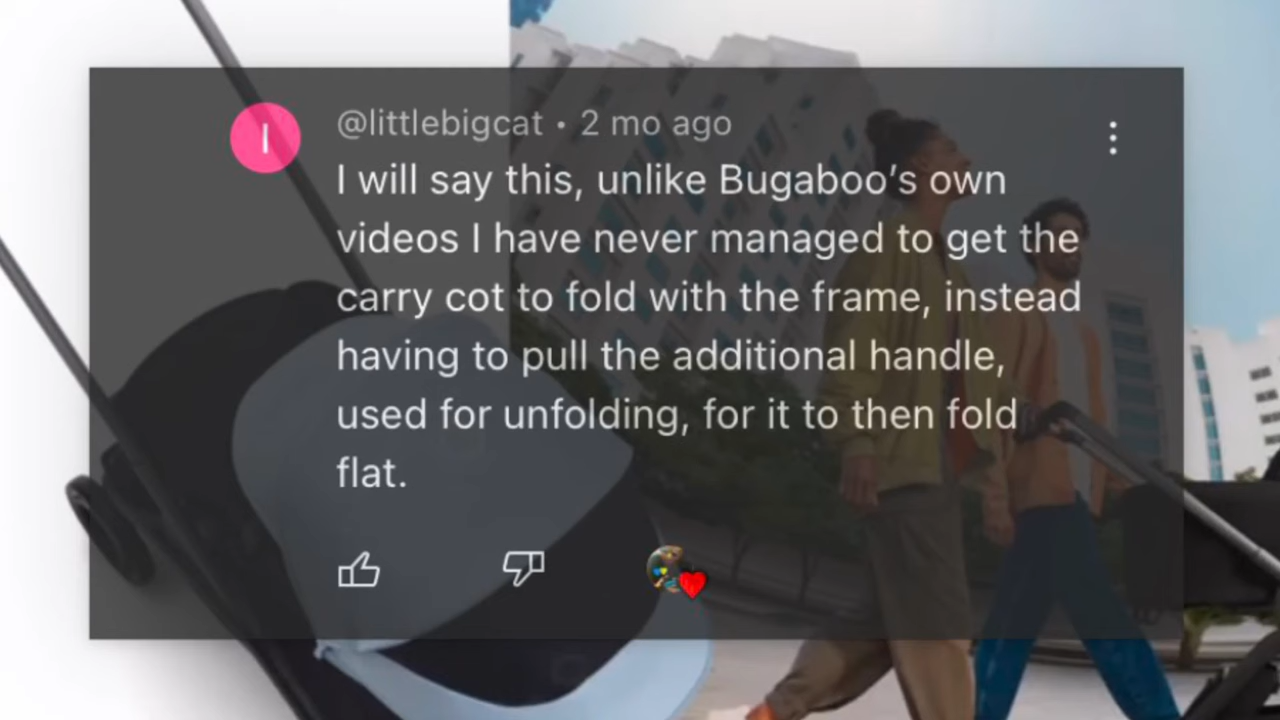 I
@littlebigcat • 2 mo ago
I will say this, unlike Bugaboo’s own
videos I have never managed to get the
carry cot to fold with the frame, instead
having to pull the additional handle,
used for unfolding, for it to then fold
flat.